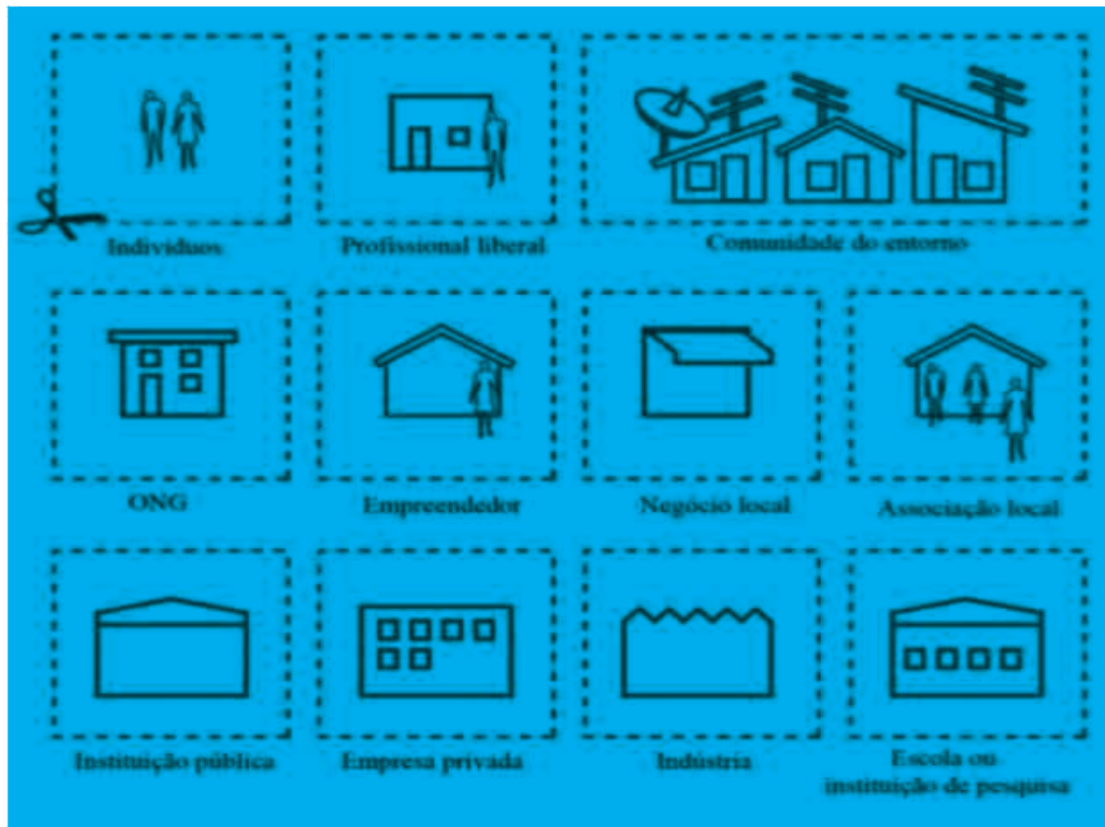 Indivíduos
Profissional liberal
Comunidade do entorno
ONG
Empreendedor
Negócio local
Associação local
Instituição pública
Empresa privada
Indústria
Escola ou
instituição de pesquisa